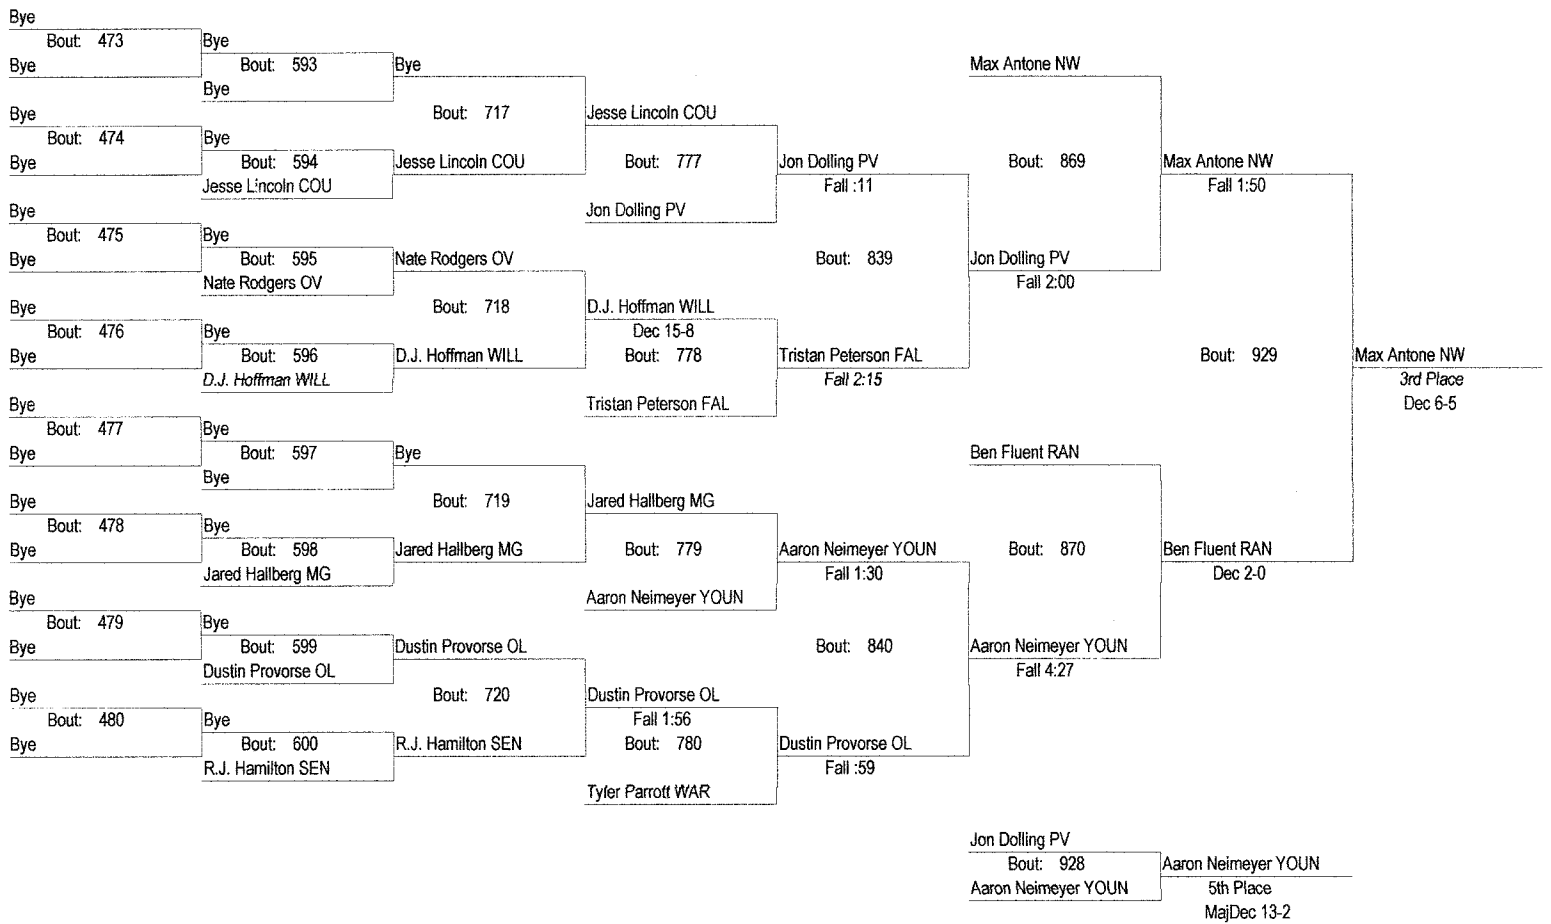 Bye
Bout: 473
Bye
Bye
Bout: 593
Bye
Bye
Bout: 474
Bye
Bye
Bout: 594
Jesse Lincoln COU
Bye
Bout: 717
Jesse Lincoln COU
Bye
Bout: 475
Bye
Bye
Bout: 595
Nate Rodgers OV
Bye
Bout: 476
Bye
Bye
Bout: 596
D.J. Hoffman WILL
Nate Rodgers OV
Bout: 718
D.J. Hoffman WILL
Jesse Lincoln COU
Bout: 777
Jon Dolling PV
D.J. Hoffman WILL
Dec 15-8
Bout: 778
Tristan Peterson FAL
Jon Dolling PV
Fall :11
Bout: 839
Tristan Peterson FAL
Fall 2:15
Max Antone NW
Bout: 869
Jon Dolling PV
Fall 2:00
Max Antone NW
Fall 1:50
Bye
Bout: 477
Bye
Bye
Bout: 597
Bye
Bye
Bout: 478
Bye
Bye
Bout: 598
Jared Hallberg MG
Bye
Bout: 719
Jared Hallberg MG
Bye
Bout: 479
Bye
Bye
Bout: 599
Dustin Provorse OL
Bye
Bout: 480
Bye
Bye
Bout: 600
R.J. Hamilton SEN
Dustin Provorse OL
Bout: 720
R.J. Hamilton SEN
Jared Hallberg MG
Bout: 779
Aaron Neimeyer YOUN
Dustin Provorse OL
Fall 1:56
Bout: 780
Tyler Parrott WAR
Aaron Neimeyer YOUN
Fall 1:30
Bout: 840
Dustin Provorse OL
Fall :59
Ben Fluent RAN
Bout: 870
Aaron Neimeyer YOUN
Fall 4:27
Ben Fluent RAN
Dec 2-0
Bout: 929
Max Antone NW
3rd Place
Dec 6-5
Jon Dolling PV
Bout: 928
Aaron Neimeyer YOUN
Aaron Neimeyer YOUN
5th Place
MajDec 13-2